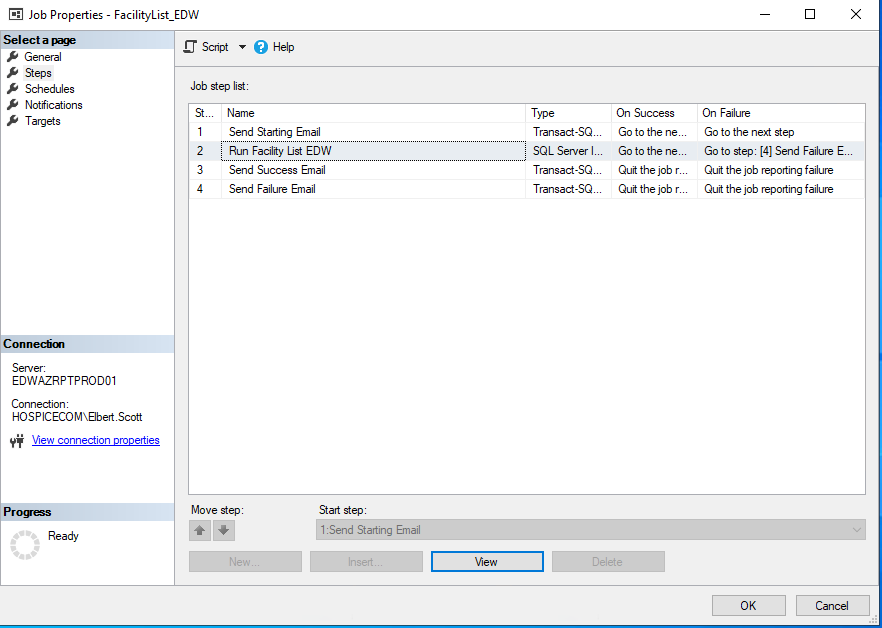 Job Properties - FacilityList_EDW
Select a page
General
Steps
Schedules
Notifications
Targets
Connection
Server:
EDWAZRPTPROD01
Connection:
HOSPICECOM\Elbert.Scott
View connection properties
Progress
Ready
Script
Help
Job step list:
St... Name Type On Success On Failure
1 Send Starting Email Transact-SQ... Go to the ne... Go to the next step
2 Run Facility List EDW SQL Server I... Go to the ne... Go to step: [4] Send Failure E...
3 Send Success Email Transact-SQ... Quit the job r... Quit the job reporting failure
4 Send Failure Email Transact-SQ... Quit the job r... Quit the job reporting failure
Move step: Start step:
1:Send Starting Email
New... Insert... View Delete
OK Cancel